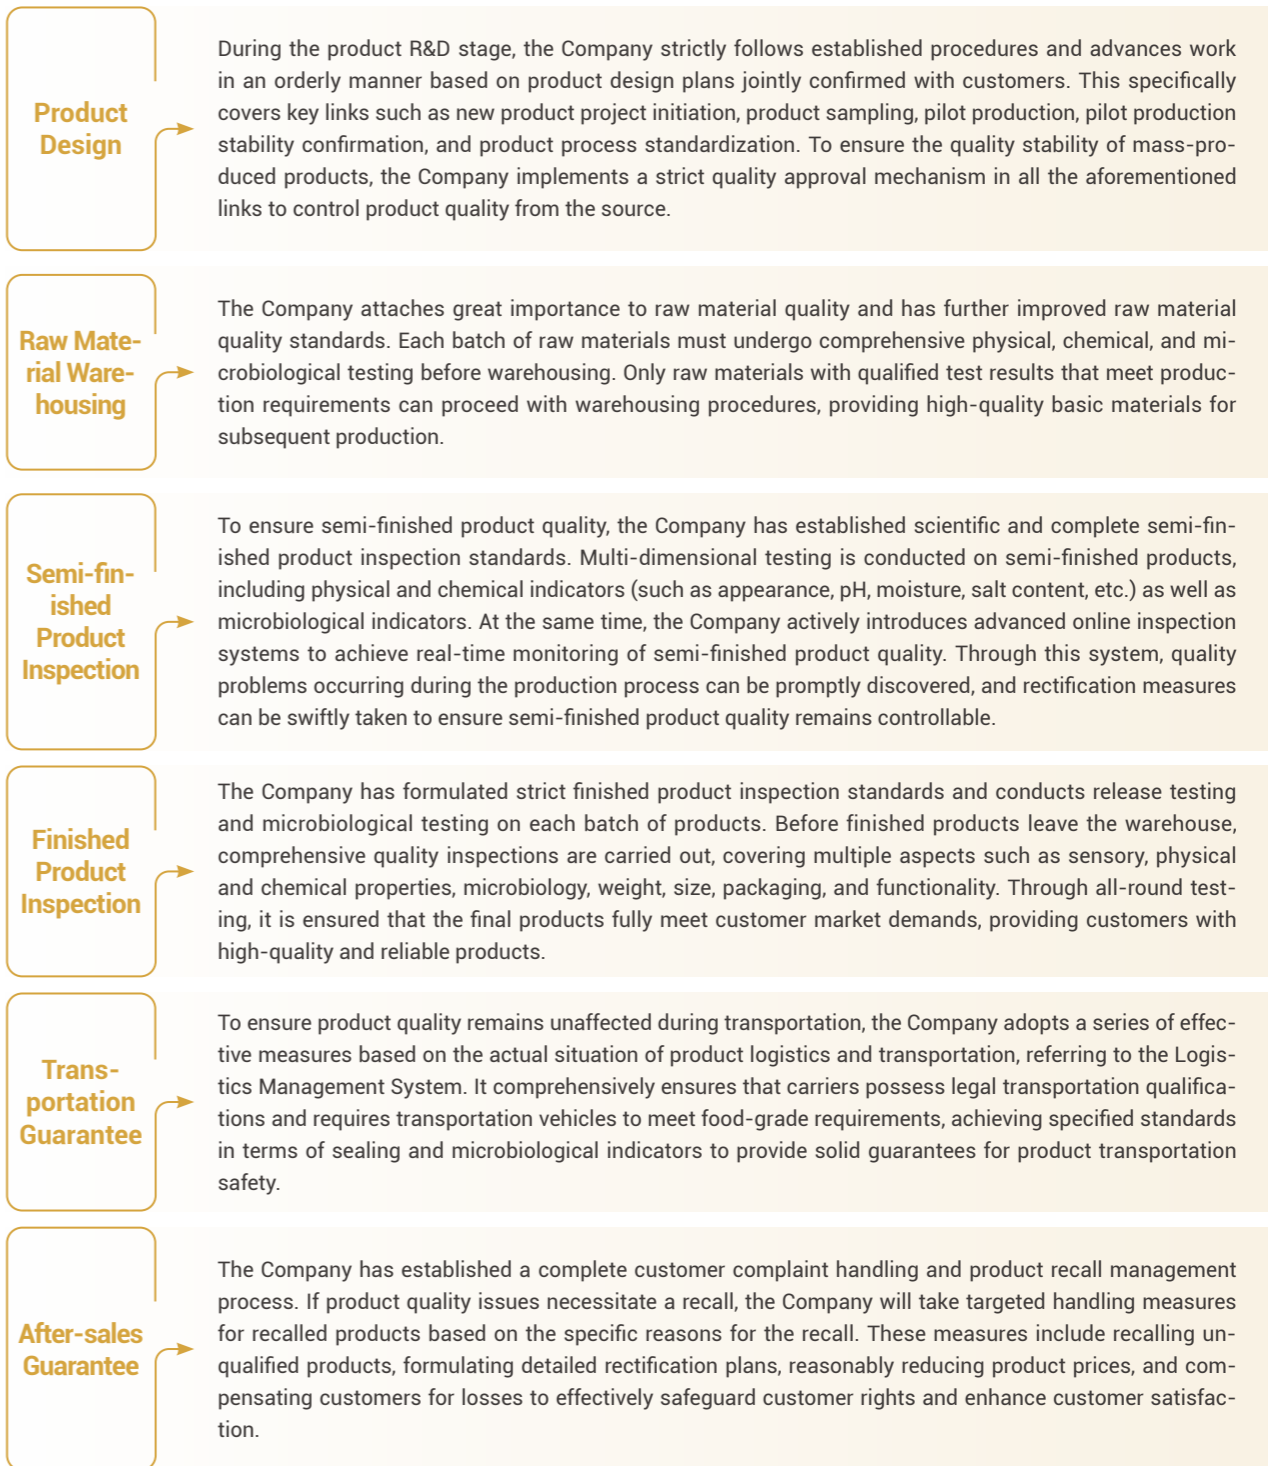 Product
Design
During the product R&D stage, the Company strictly follows established procedures and advances work
in an orderly manner based on product design plans jointly confirmed with customers. This specifically
covers key links such as new product project initiation, product sampling, pilot production, pilot production
stability confirmation, and product process standardization. To ensure the quality stability of mass-pro-
duced products, the Company implements a strict quality approval mechanism in all the aforementioned
links to control product quality from the source.
Raw Mate-
rial Ware-
housing
The Company attaches great importance to raw material quality and has further improved raw material
quality standards. Each batch of raw materials must undergo comprehensive physical, chemical, and mi-
crobiological testing before warehousing. Only raw materials with qualified test results that meet produc-
tion requirements can proceed with warehousing procedures, providing high-quality basic materials for
subsequent production.
Semi-fin-
ished
Product
Inspection
To ensure semi-finished product quality, the Company has established scientific and complete semi-fin-
ished product inspection standards. Multi-dimensional testing is conducted on semi-finished products,
including physical and chemical indicators (such as appearance, pH, moisture, salt content, etc.) as well as
microbiological indicators. At the same time, the Company actively introduces advanced online inspection
systems to achieve real-time monitoring of semi-finished product quality. Through this system, quality
problems occurring during the production process can be promptly discovered, and rectification measures
can be swiftly taken to ensure semi-finished product quality remains controllable.
Finished
Product
Inspection
The Company has formulated strict finished product inspection standards and conducts release testing
and microbiological testing on each batch of products. Before finished products leave the warehouse,
comprehensive quality inspections are carried out, covering multiple aspects such as sensory, physical
and chemical properties, microbiology, weight, size, packaging, and functionality. Through all-round test-
ing, it is ensured that the final products fully meet customer market demands, providing customers with
high-quality and reliable products.
Trans-
portation
Guarantee
To ensure product quality remains unaffected during transportation, the Company adopts a series of effec-
tive measures based on the actual situation of product logistics and transportation, referring to the Logis-
tics Management System. It comprehensively ensures that carriers possess legal transportation qualifica-
tions and requires transportation vehicles to meet food-grade requirements, achieving specified standards
in terms of sealing and microbiological indicators to provide solid guarantees for product transportation
safety.
After-sales
Guarantee
The Company has established a complete customer complaint handling and product recall management
process. If product quality issues necessitate a recall, the Company will take targeted handling measures
for recalled products based on the specific reasons for the recall. These measures include recalling un-
qualified products, formulating detailed rectification plans, reasonably reducing product prices, and com-
pensating customers for losses to effectively safeguard customer rights and enhance customer satisfac-
tion.